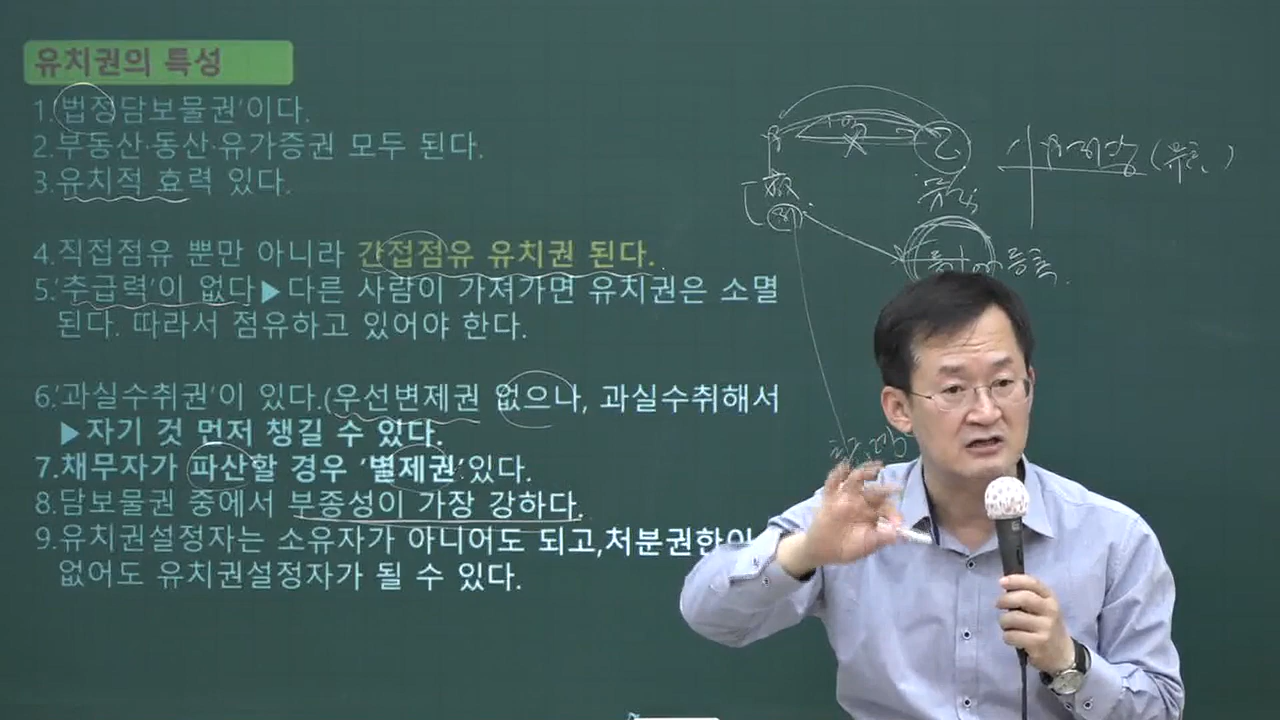 유치권의 특성
1.'법정담보물권'이다.
2.부동산·동산·유가증권 모두 된다.
3.유치적 효력 있다.
4.직접점유 뿐만 아니라 간접점유 유치권 된다.
5.'추급력'이 없다▶다른 사람이 가져가면 유치권은 소멸
된다. 따라서 점유하고 있어야 한다.
6.'과실수취권'이 있다.(우선변제권 없으나, 과실수취해서
▶자기 것 먼저 챙길 수 있다.
7.채무자가 파산할 경우 '별제권'있다.
8.담보물권 중에서 부종성이 가장 강하다.
9.유치권설정자는 소유자가 아니어도 되고,처분권한이
없어도 유치권설정자가 될 수 있다.
乙